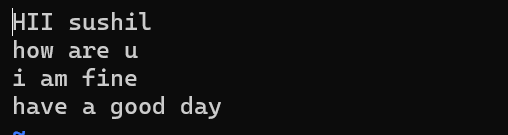 HII sushil
how are u
i am fine
have a good day
~